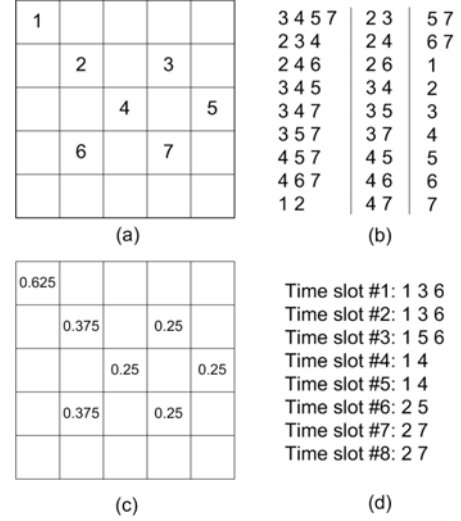 1
2 3
4 5
6 7
(a)
3 4 5 7 2 3 5 7
2 3 4 2 4 6 7
2 4 6 2 6 1
3 4 5 3 4 2
3 4 7 3 5 3
3 5 7 3 7 4
4 5 7 4 5 5
4 6 7 4 6 6
1 2 4 7 7
(b)
0.625
0.375 0.25
0.25 0.25
0.375 0.25
(c)
Time slot #1: 1 3 6
Time slot #2: 1 3 6
Time slot #3: 1 5 6
Time slot #4: 1 4
Time slot #5: 1 4
Time slot #6: 2 5
Time slot #7: 2 7
Time slot #8: 2 7
(d)